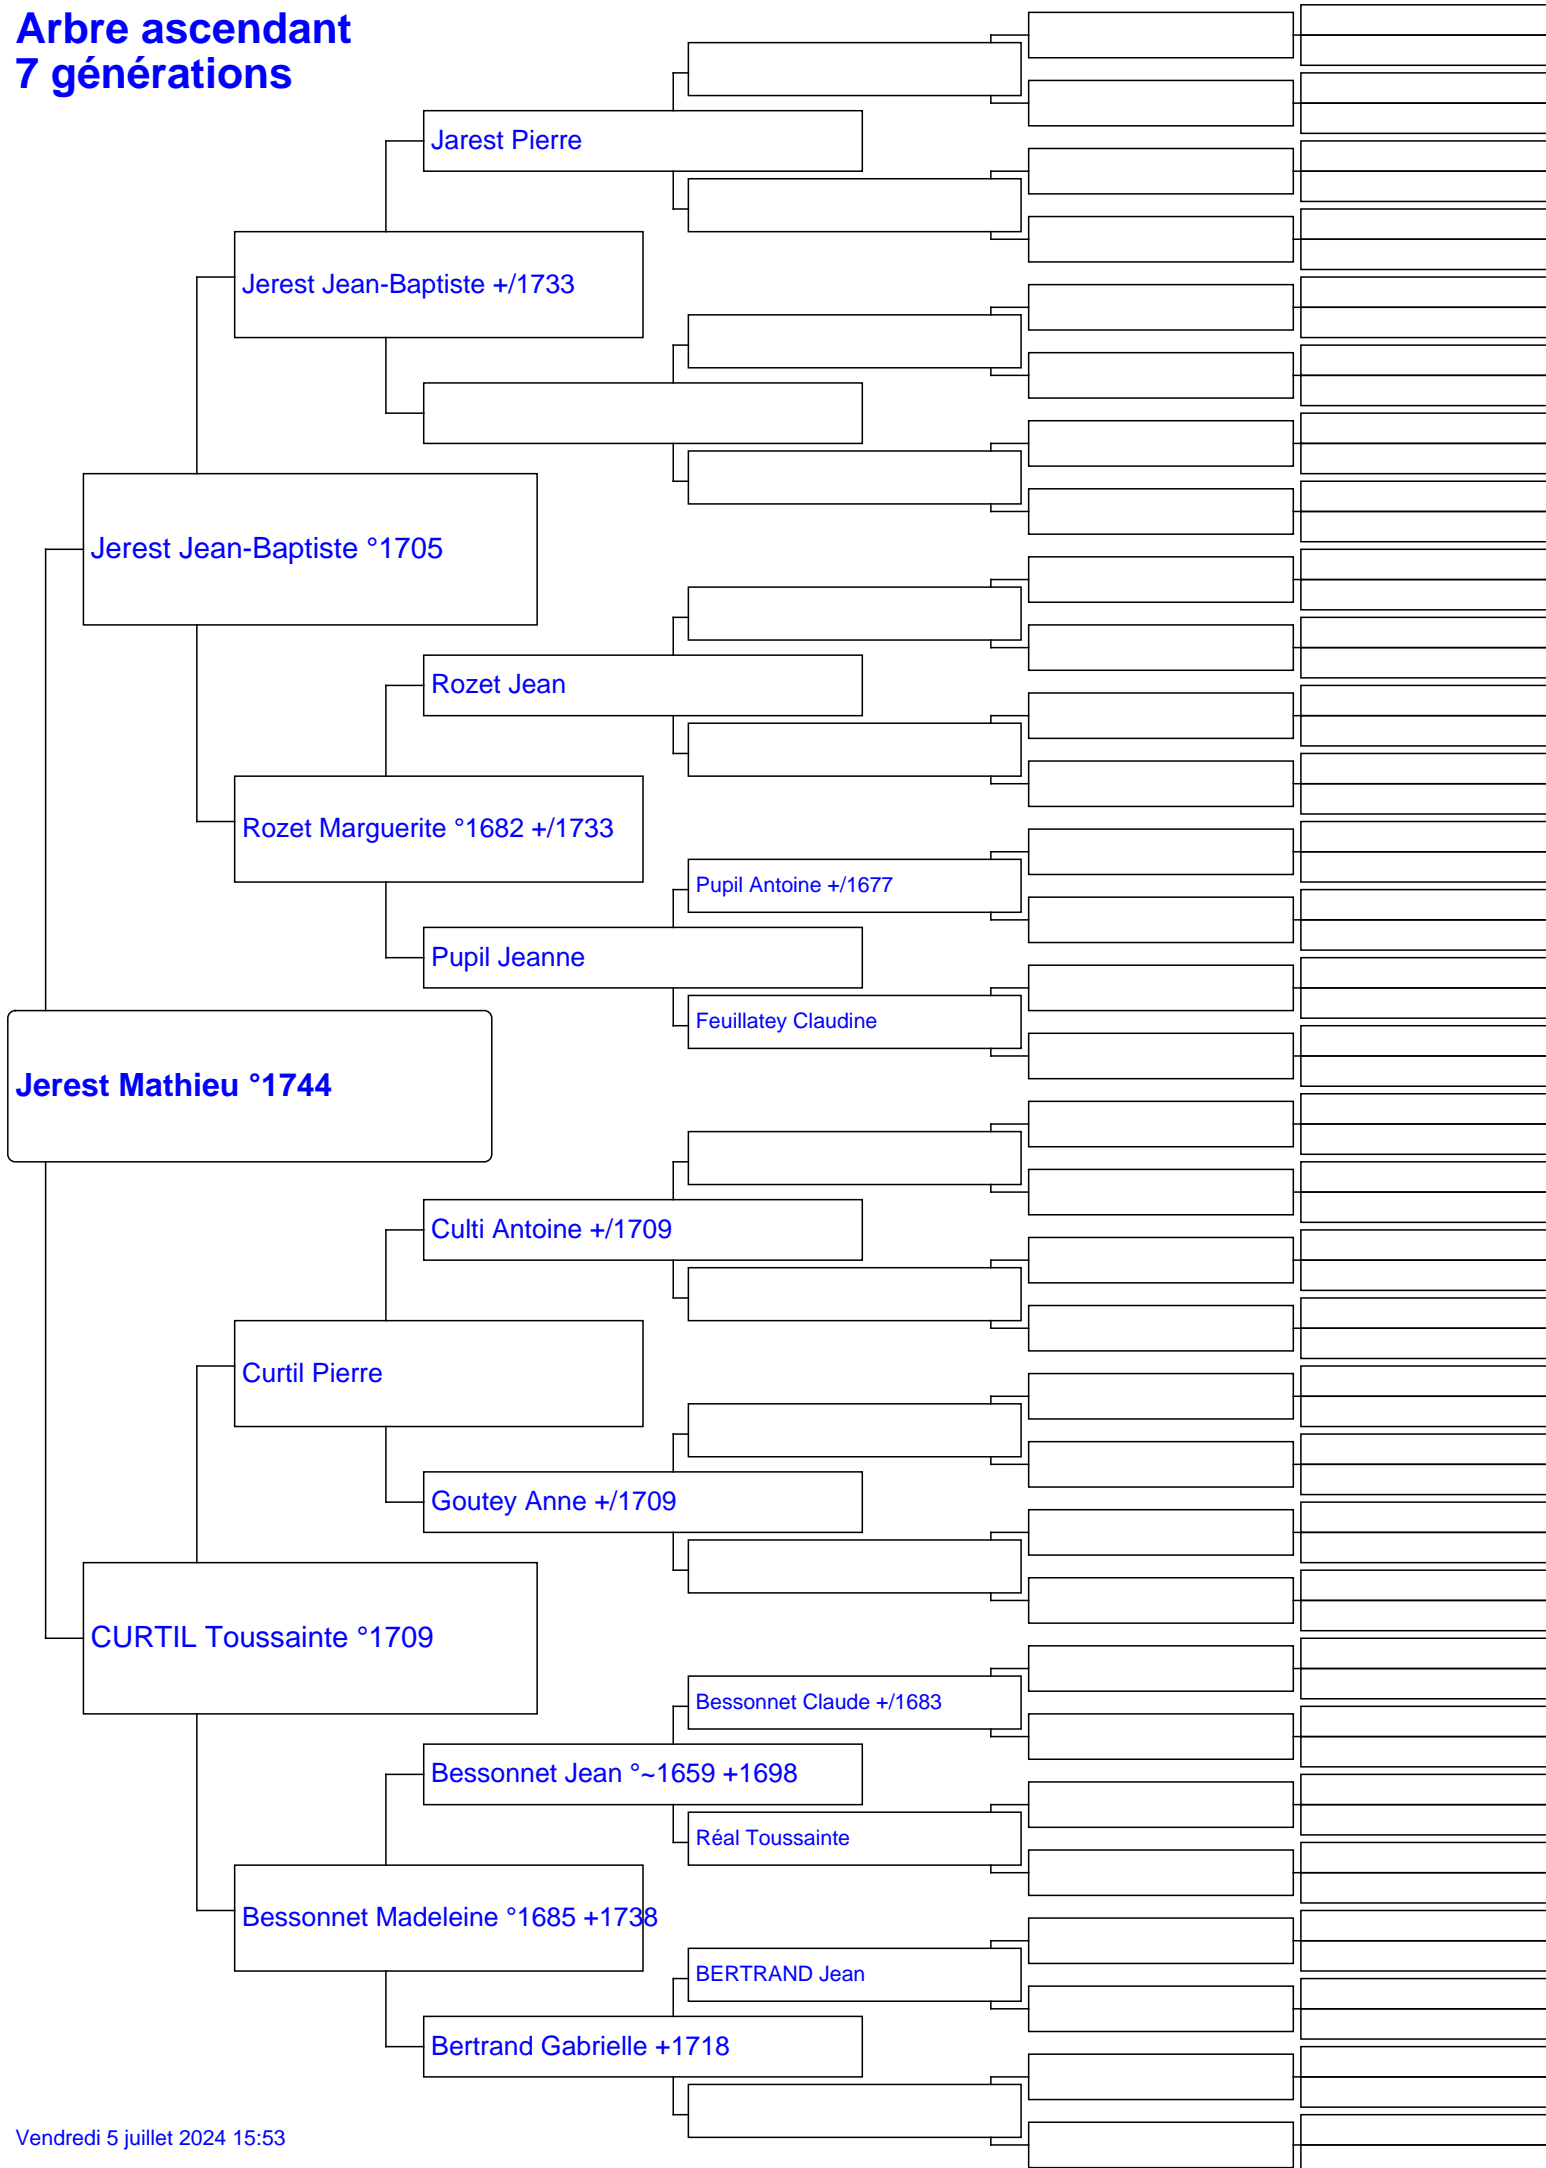 Arbre ascendant
7 générations
Jarest Pierre
Jerest Jean-Baptiste +/1733
Jerest Jean-Baptiste °1705
Rozet Jean
Rozet Marguerite °1682 +/1733
Pupil Antoine +/1677
Pupil Jeanne
Feuillatey Claudine
Jerest Mathieu °1744
Culti Antoine +/1709
Curtil Pierre
Goutey Anne +/1709
CURTIL Toussainte °1709
Bessonnet Claude +/1683
Bessonnet Jean °~1659 +1698
Réal Toussainte
Bessonnet Madeleine °1685 +1738
BERTRAND Jean
Bertrand Gabrielle +1718
Vendredi 5 juillet 2024 15:53